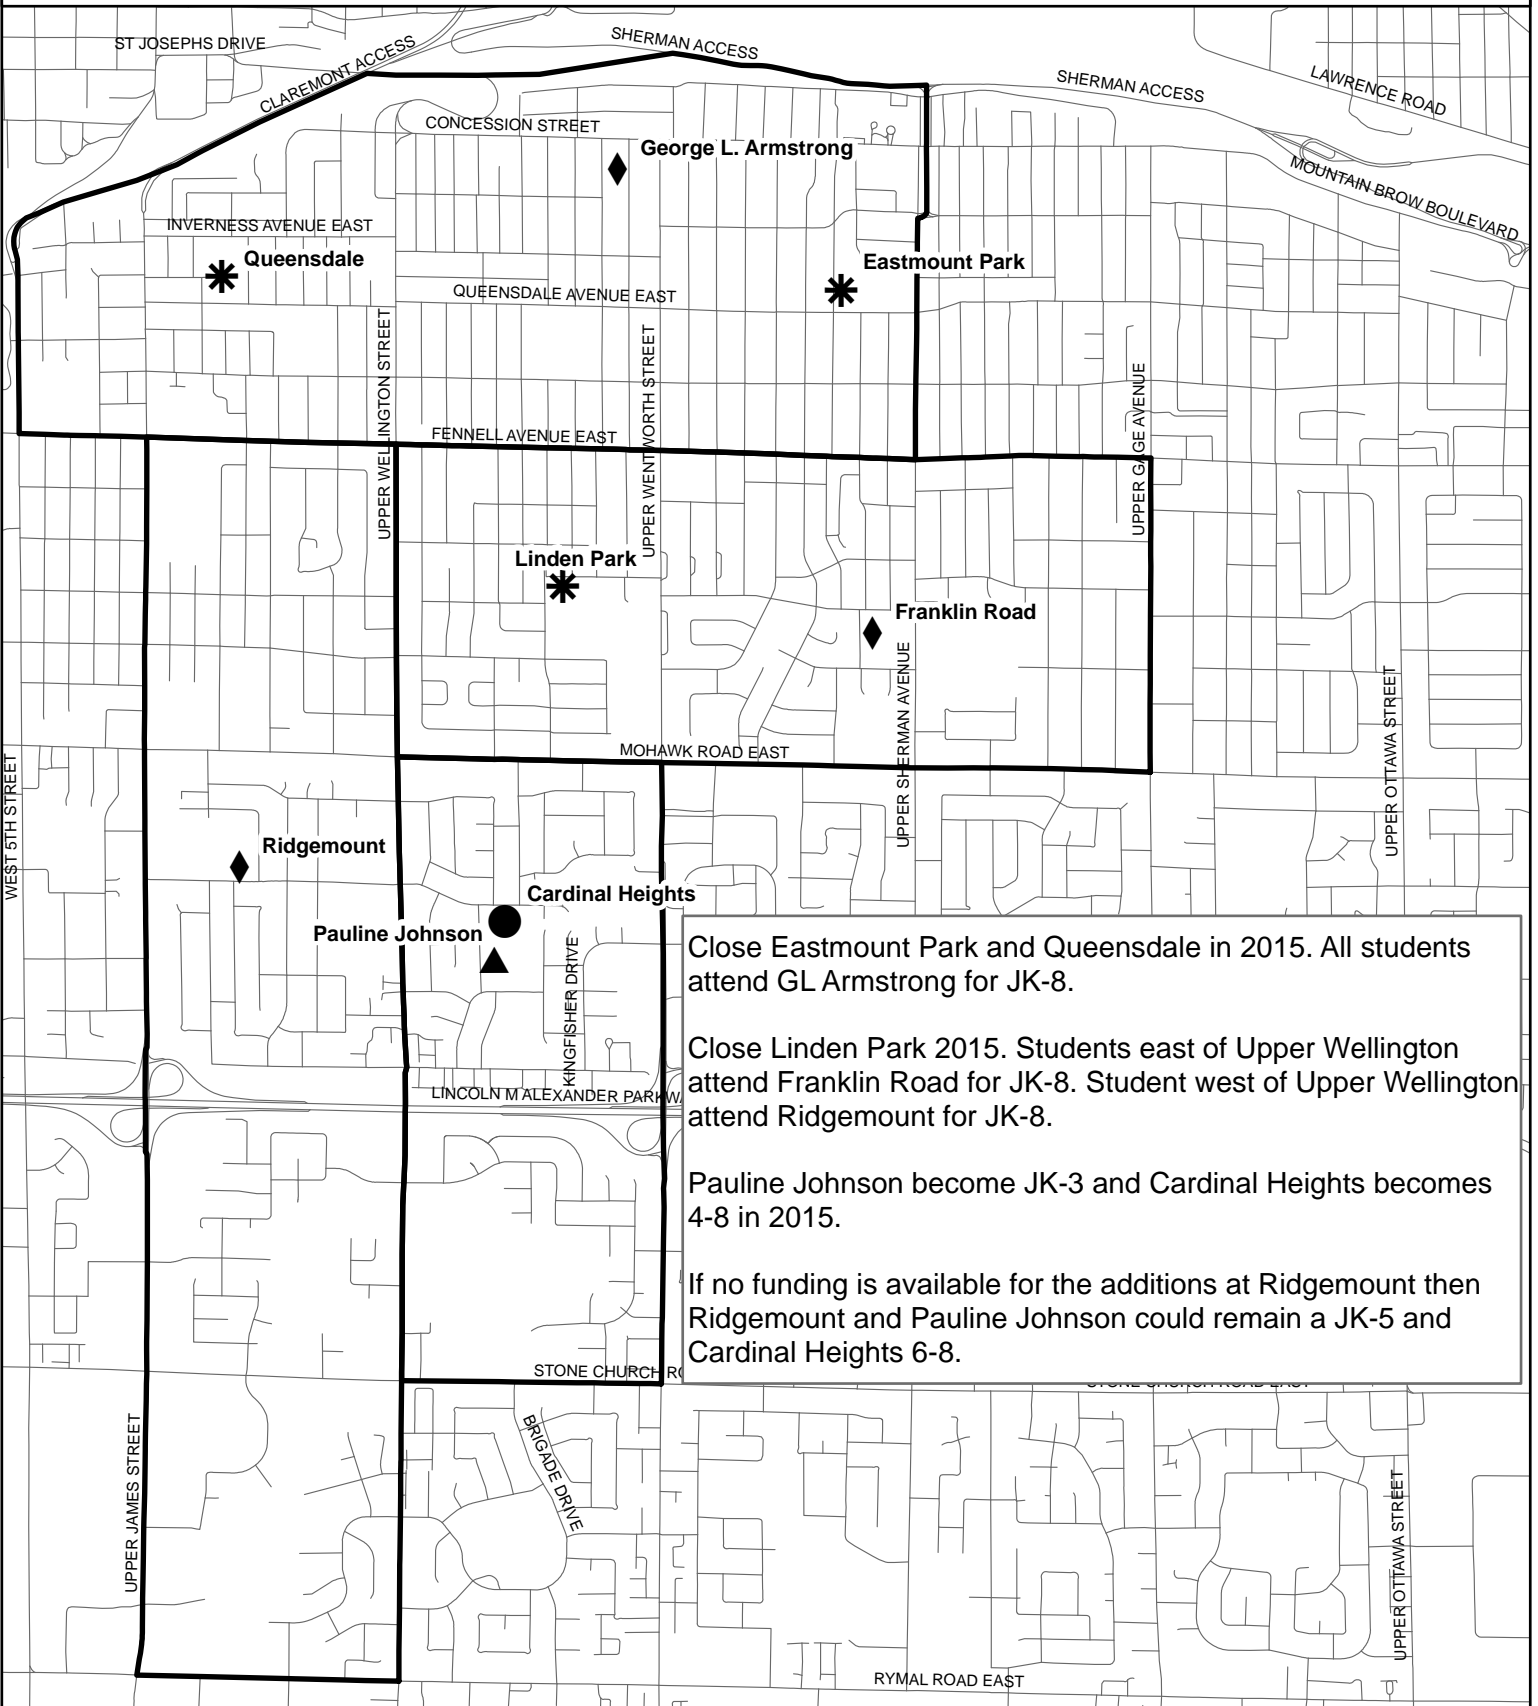 ST JOSEPHS DRIVE
CLAREMONT ACCESS
SHERMAN ACCESS
SHERMAN ACCESS
LAWRENCE ROAD
CONCESSION STREET
George L. Armstrong
MOUNTAIN BROW BOULEVARD
INVERNESS AVENUE EAST
Queensdale
Eastmount Park
QUEENSDALE AVENUE EAST
UPPER WELLINGTON STREET
UPPER WENTWORTH STREET
UPPER GAGE AVENUE
FENNELL AVENUE EAST
Linden Park
Franklin Road
UPPER SHERMAN AVENUE
UPPER OTTAWA STREET
MOHAWK ROAD EAST
WEST 5TH STREET
Ridgemount
Cardinal Heights
Pauline Johnson
KINGFISHER DRIVE
LINCOLN M ALEXANDER PARKWA
Close Eastmount Park and Queensdale in 2015. All students
attend GL Armstrong for JK-8.
Close Linden Park 2015. Students east of Upper Wellington
attend Franklin Road for JK-8. Student west of Upper Wellington
attend Ridgemount for JK-8.
Pauline Johnson become JK-3 and Cardinal Heights becomes
4-8 in 2015.
If no funding is available for the additions at Ridgemount then
Ridgemount and Pauline Johnson could remain a JK-5 and
Cardinal Heights 6-8.
STONE CHURCH RO
STONE CHURCH ROAD EAST
BRIGADE DRIVE
UPPER JAMES STREET
UPPER OTTAWA STREET
RYMAL ROAD EAST